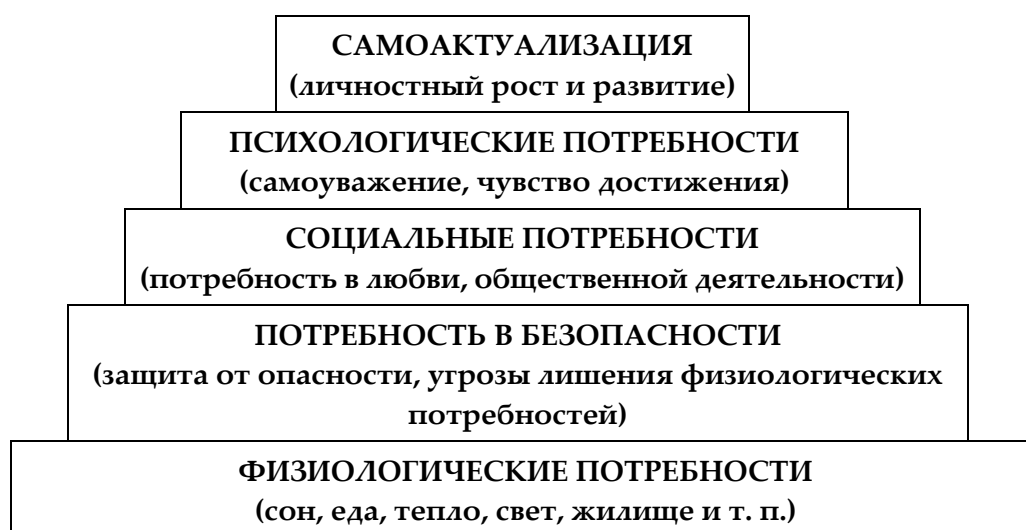 САМОАКТУАЛИЗАЦИЯ
(личностный рост и развитие)
ПСИХОЛОГИЧЕСКИЕ ПОТРЕБНОСТИ
(самоуважение, чувство достижения)
СОЦИАЛЬНЫЕ ПОТРЕБНОСТИ
(потребность в любви, общественной деятельности)
ПОТРЕБНОСТЬ В БЕЗОПАСНОСТИ
(защита от опасности, угрозы лишения физиологических
потребностей)
ФИЗИОЛОГИЧЕСКИЕ ПОТРЕБНОСТИ
(сон, еда, тепло, свет, жилище и т. п.)